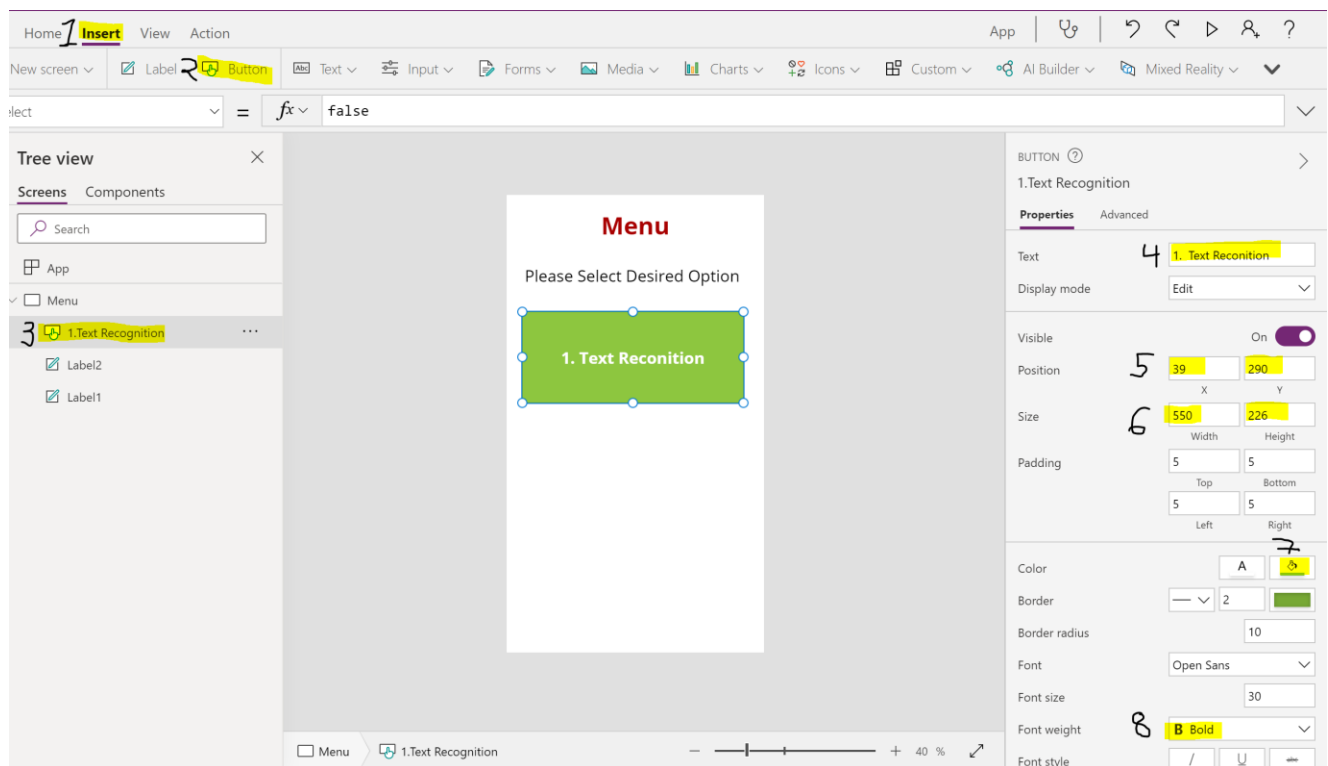 Home 1 Insert View Action App
New screen Label 2 Button Abc Text Input Forms Media Charts Icons Custom AI Builder Mixed Reality
elect = fx false
Tree view
Screens Components
Search
App
Menu
3 1.Text Recognition ...
Label2
Label1
Menu
Please Select Desired Option
1. Text Reconition
BUTTON ?
1.Text Recognition
Properties Advanced
Text 4 1. Text Reconition
Display mode Edit
Visible On
Position 5 39 290
X Y
Size 6 550 226
Width Height
Padding 5 5
Top Bottom
5 5
Left Right
7
Color A
Border 2
Border radius 10
Font Open Sans
Font size 30
Font weight 8 B Bold
Font style / U abc
Menu 1.Text Recognition − + 40 %